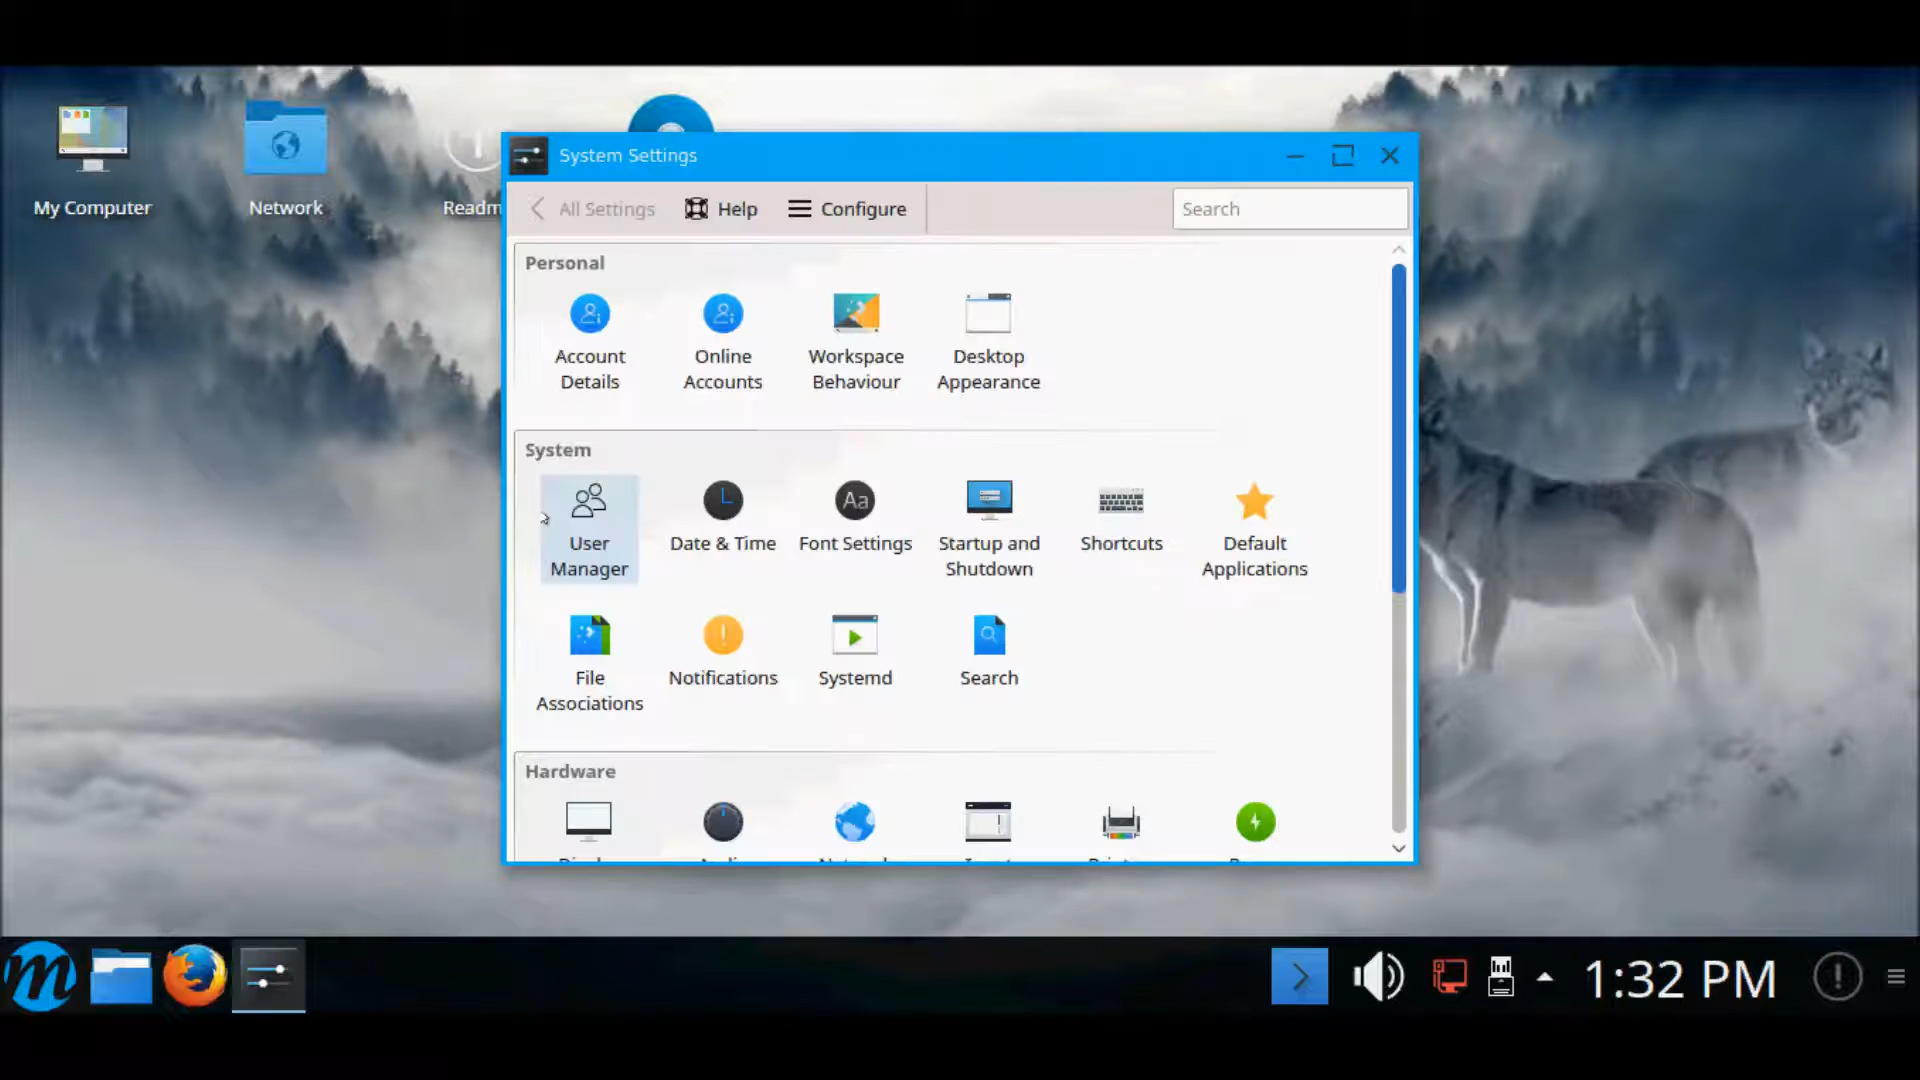 My Computer
Network
System Settings
All Settings
Help
Configure
Search
Personal
Account
Details
Online
Accounts
Workspace
Behaviour
Desktop
Appearance
System
User
Manager
Date & Time
Font Settings
Startup and
Shutdown
Shortcuts
Default
Applications
File
Associations
Notifications
Systemd
Search
Hardware
1:32 PM